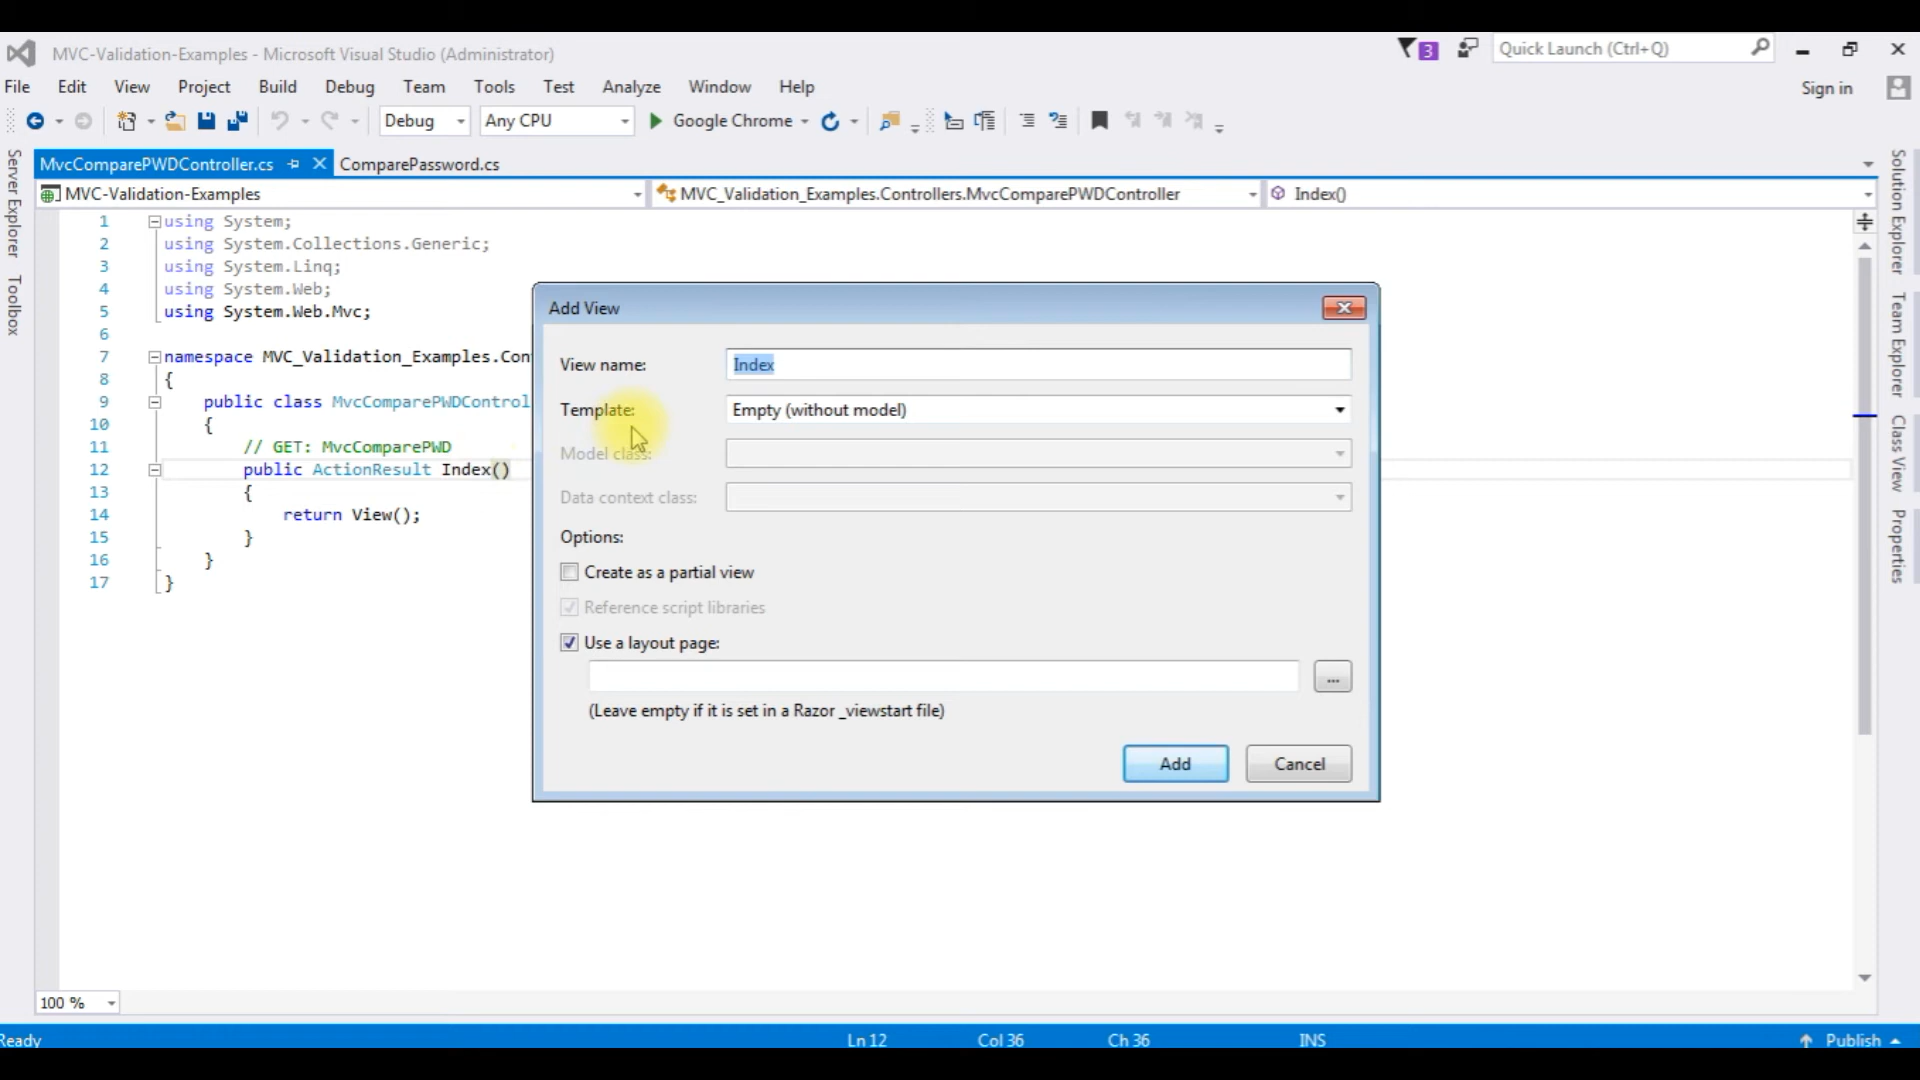 MVC-Validation-Examples - Microsoft Visual Studio (Administrator)
3
Quick Launch (Ctrl+Q)
File Edit View Project Build Debug Team Tools Test Analyze Window Help
Sign in
Debug Any CPU Google Chrome
MvcComparePWDController.cs ComparePassword.cs
MVC-Validation-Examples MVC_Validation_Examples.Controllers.MvcComparePWDController Index()
Server Explorer
Toolbox
1 using System;
2 using System.Collections.Generic;
3 using System.Linq;
4 using System.Web;
5 using System.Web.Mvc;
6
7 namespace MVC_Validation_Examples.Con
8 {
9 public class MvcComparePWDControl
10 {
11 // GET: MvcComparePWD
12 public ActionResult Index()
13 {
14 return View();
15 }
16 }
17 }
Add View
View name: Index
Template: Empty (without model)
Model class:
Data context class:
Options:
Create as a partial view
Reference script libraries
Use a layout page:
...
(Leave empty if it is set in a Razor _viewstart file)
Add Cancel
Solution Explorer
Team Explorer
Class View
Properties
100 %
Ready Ln 12 Col 36 Ch 36 INS Publish